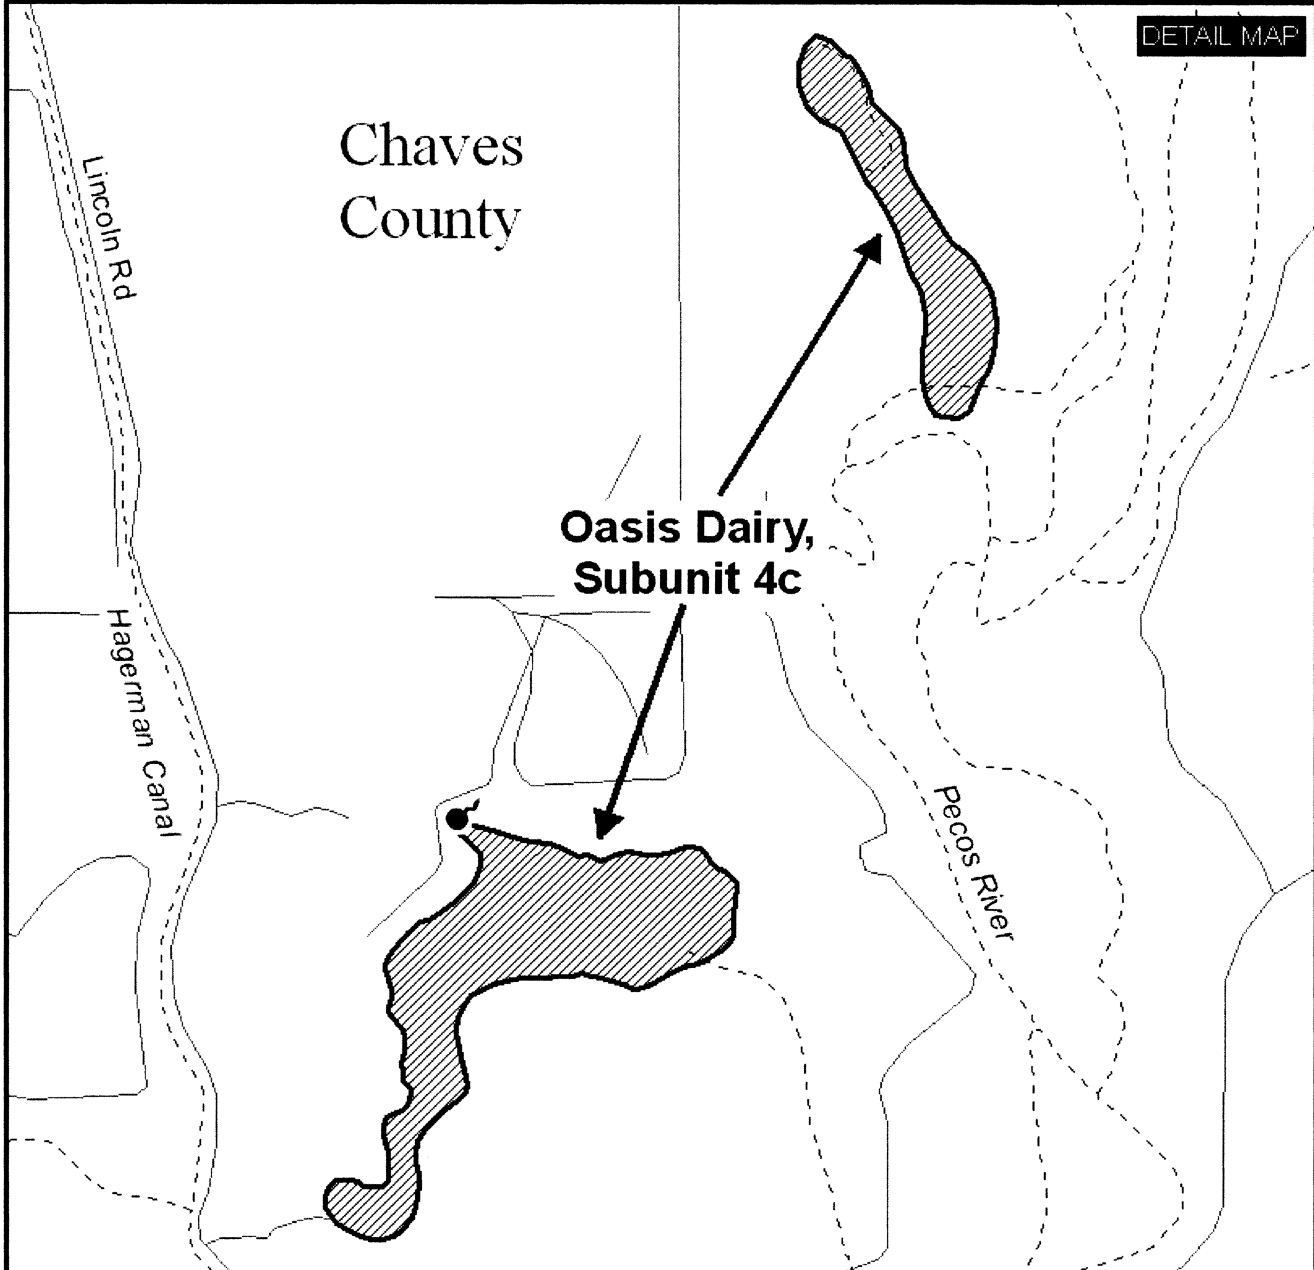 DETAIL MAP
Chaves
County
Lincoln Rd
Oasis Dairy,
Subunit 4c
Hagerman Canal
Pecos River